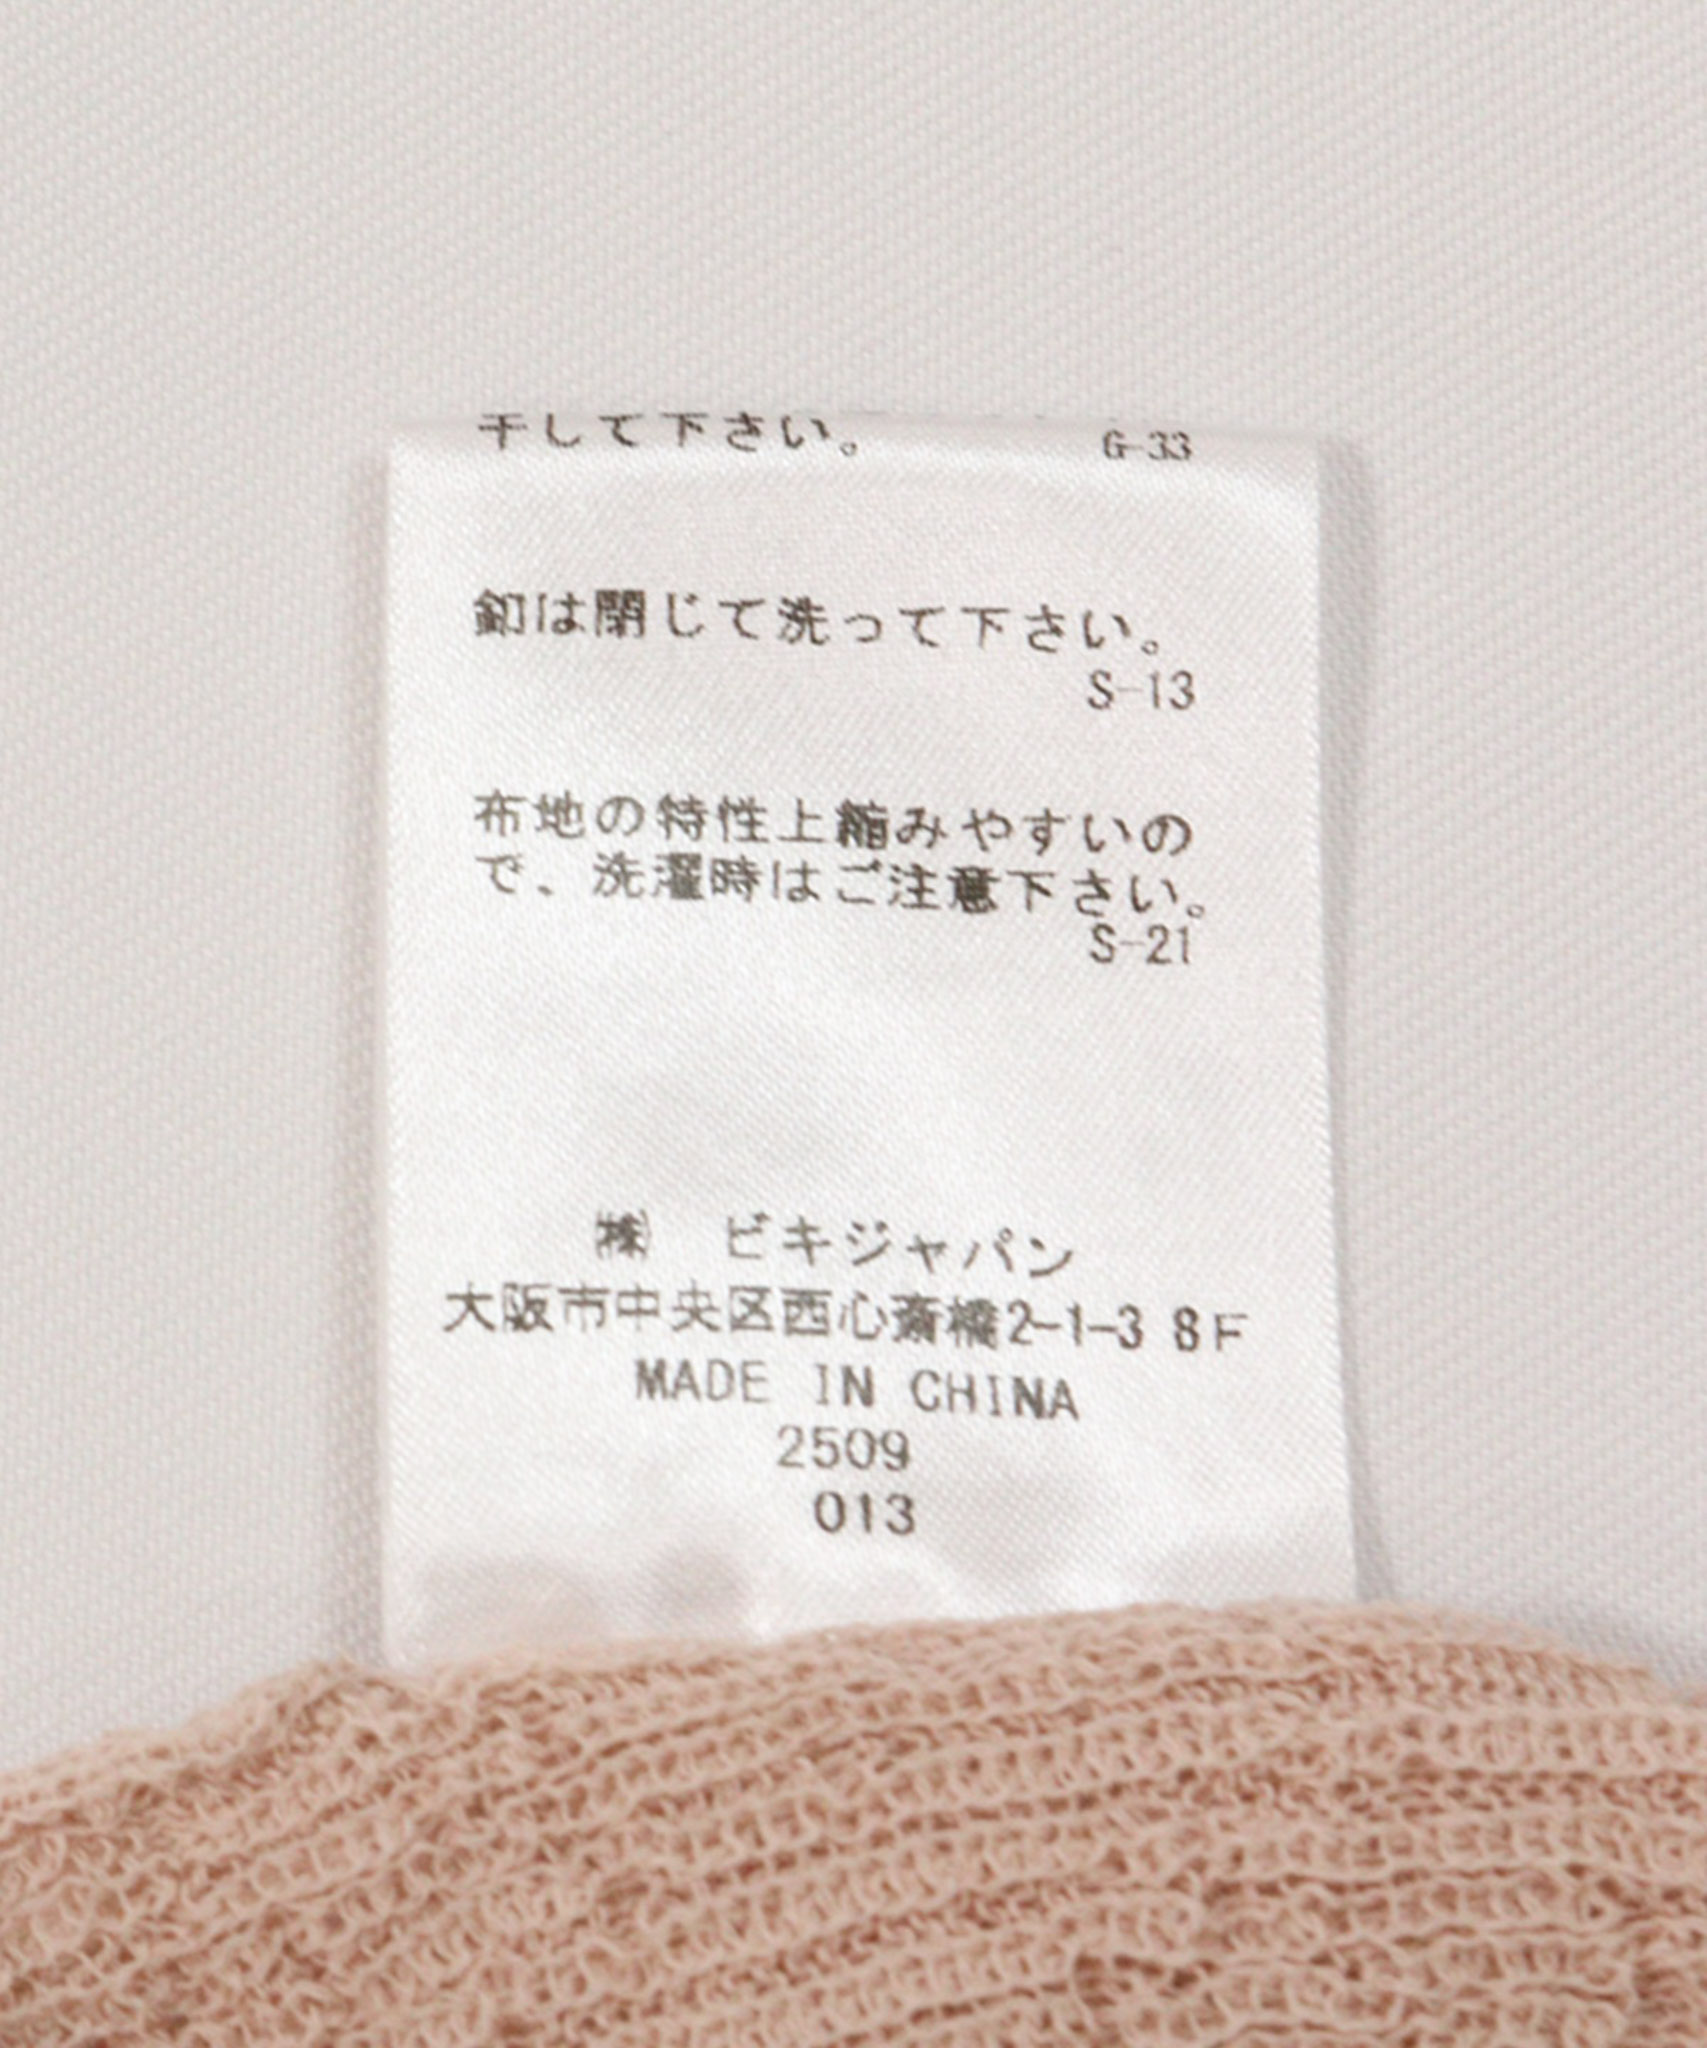 干して下さい。 G-33
釦は閉じて洗って下さい。
S-13
布地の特性上縮みやすいの
で、洗濯時はご注意下さい。
S-21
㈱ ビキジャパン
大阪市中央区西心斎橋2-1-3 8F
MADE IN CHINA
2509
013